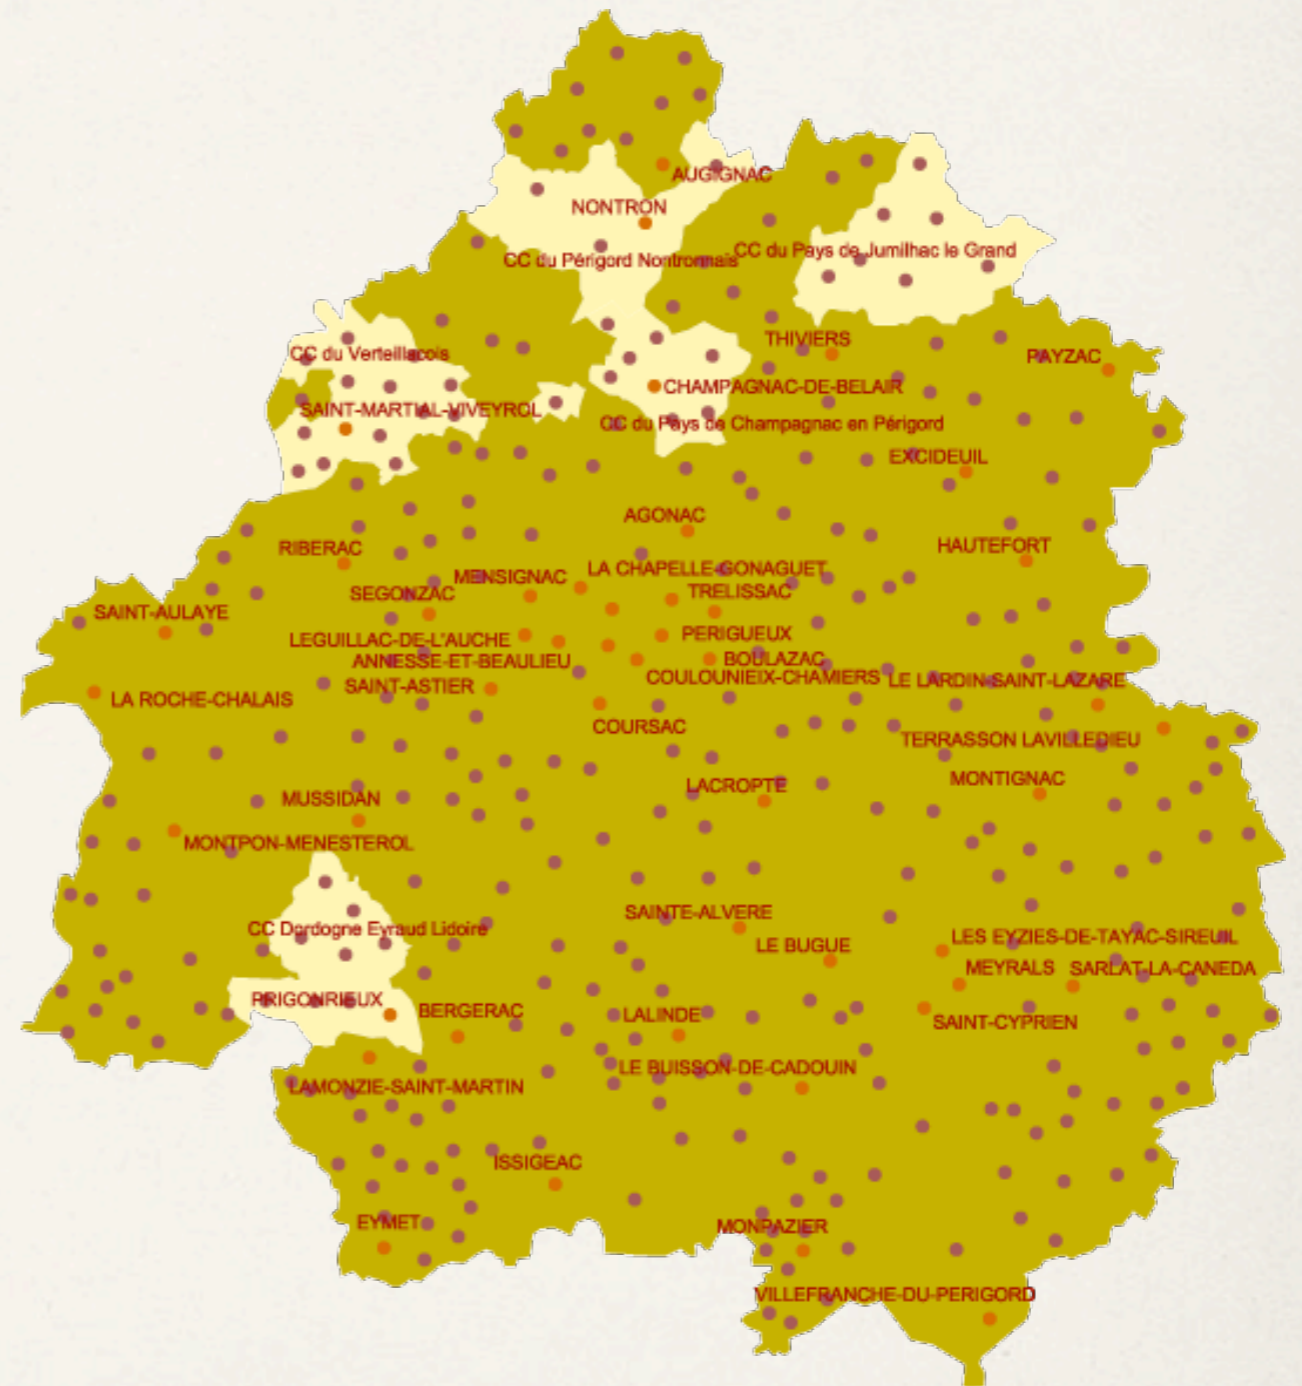 AUGIGNAC
NONTRON
CC du Périgord Nontronnais
CC du Pays de Jumilhac le Grand
THIVIERS
CC du Verteillacois
PAYZAC
CHAMPAGNAC-DE-BELAIR
SAINT-MARTIAL-VIVEYROL
CC du Pays de Champagnac en Périgord
EXCIDEUIL
AGONAC
RIBERAC
HAUTEFORT
LA CHAPELLE-GONAGUET
MENSIGNAC
SEGONZAC
TRELISSAC
SAINT-AULAYE
PERIGUEUX
LEGUILLAC-DE-L'AUCHE
ANNESSE-ET-BEAULIEU
BOULAZAC
COULOUNIEIX-CHAMIERS
LE LARDIN-SAINT-LAZARE
SAINT-ASTIER
LA ROCHE-CHALAIS
COURSAC
TERRASSON LAVILLEDIEU
MONTIGNAC
LACROPTE
MUSSIDAN
MONTPON-MENESTEROL
SAINTE-ALVERE
CC Dordogne Eyraud Lidoire
LES EYZIES-DE-TAYAC-SIREUIL
LE BUGUE
MEYRALS
SARLAT-LA-CANEDA
PRIGONRIEUX
BERGERAC
LALINDE
SAINT-CYPRIEN
LE BUISSON-DE-CADOUIN
LAMONZIE-SAINT-MARTIN
ISSIGEAC
EYMET
MONPAZIER
VILLEFRANCHE-DU-PERIGORD